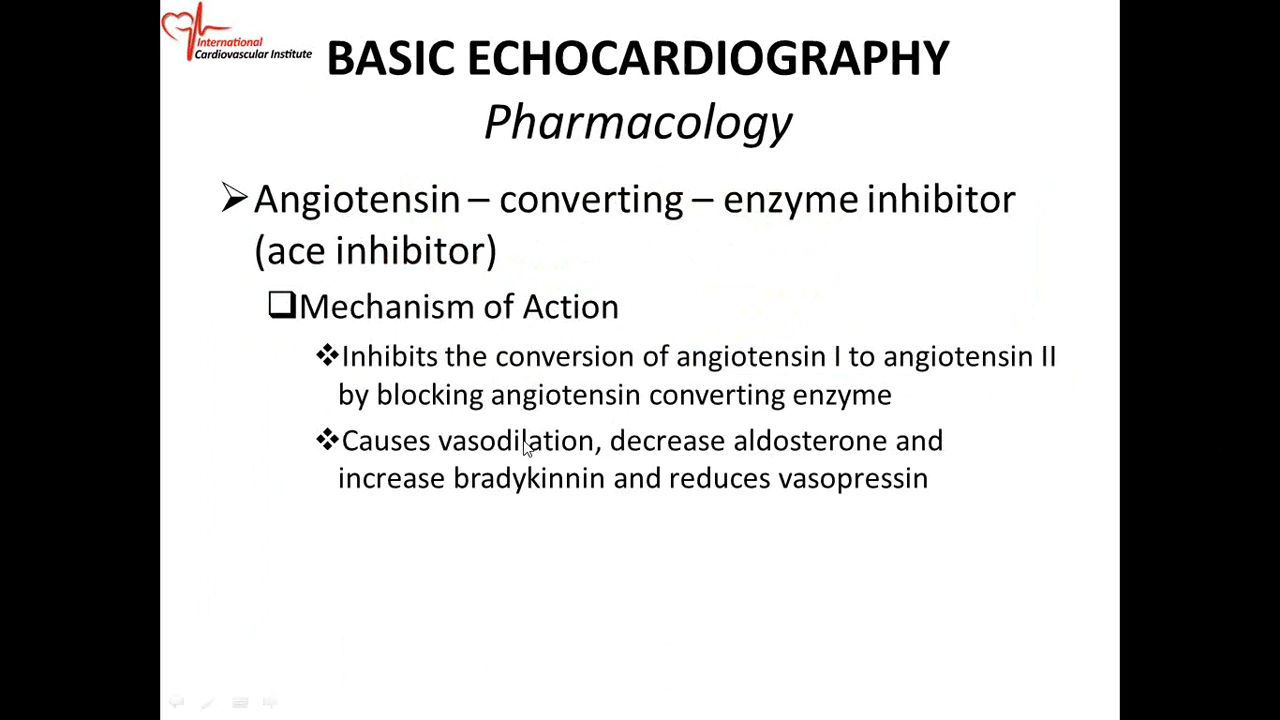 International
Cardiovascular Institute
BASIC ECHOCARDIOGRAPHY
Pharmacology
Angiotensin – converting – enzyme inhibitor
(ace inhibitor)
Mechanism of Action
Inhibits the conversion of angiotensin I to angiotensin II
by blocking angiotensin converting enzyme
Causes vasodilation, decrease aldosterone and
increase bradykinnin and reduces vasopressin